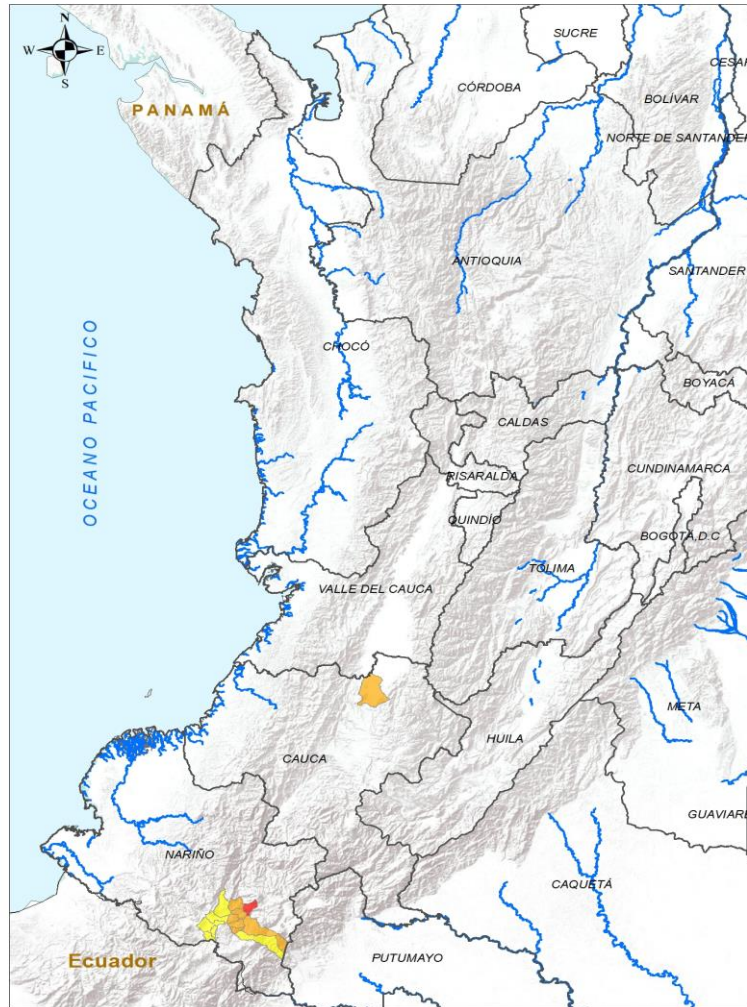 N
W E
S
SUCRE
CESAR
CÓRDOBA
BOLÍVAR
PANAMÁ
NORTE DE SANTANDER
ANTIOQUIA
SANTANDER
OCEANO PACIFICO
CHOCÓ
BOYACÁ
CALDAS
CUNDINAMARCA
RISARALDA
QUINDÍO
BOGOTÁ, D.C
TOLIMA
VALLE DEL CAUCA
META
HUILA
CAUCA
GUAVIARE
NARIÑO
CAQUETÁ
Ecuador
PUTUMAYO